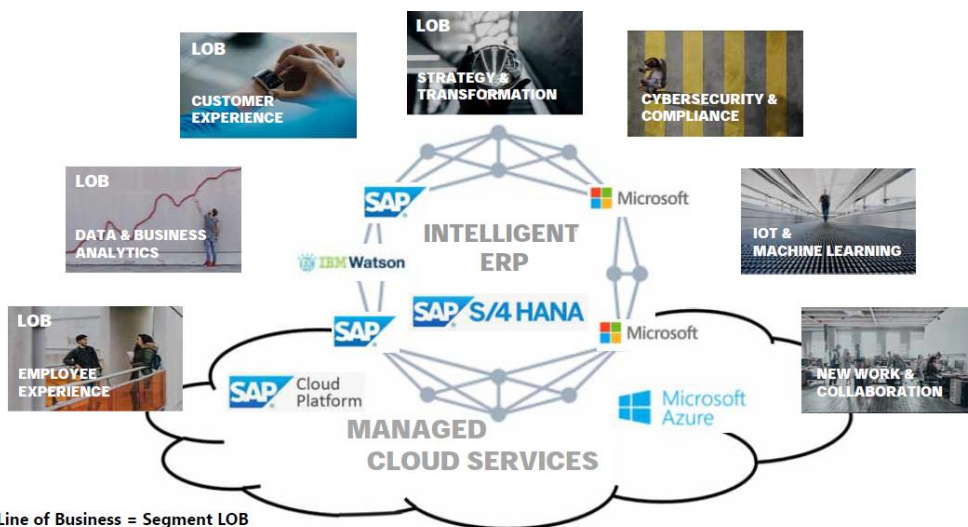 LOB
STRATEGY &
TRANSFORMATION
LOB
CUSTOMER
EXPERIENCE
CYBERSECURITY &
COMPLIANCE
LOB
DATA & BUSINESS
ANALYTICS
SAP
Microsoft
INTELLIGENT
ERP
IOT &
MACHINE LEARNING
IBM Watson
SAP S/4 HANA
SAP
Microsoft
LOB
EMPLOYEE
EXPERIENCE
SAP Cloud
Platform
Microsoft
Azure
NEW WORK &
COLLABORATION
MANAGED
CLOUD SERVICES
Line of Business = Segment LOB